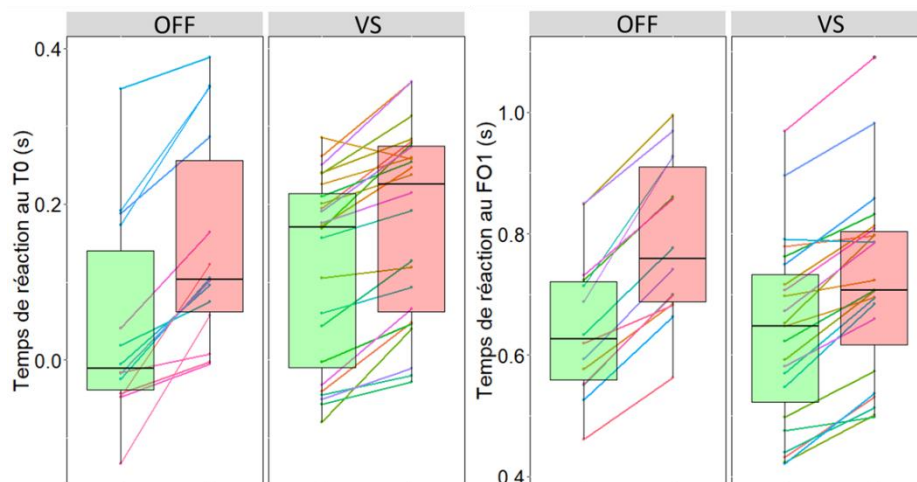 OFF
VS
Temps de réaction au T0 (s)
0.4
0.2
0.0
OFF
VS
Temps de réaction au FO1 (s)
1.0
0.8
0.6
0.4